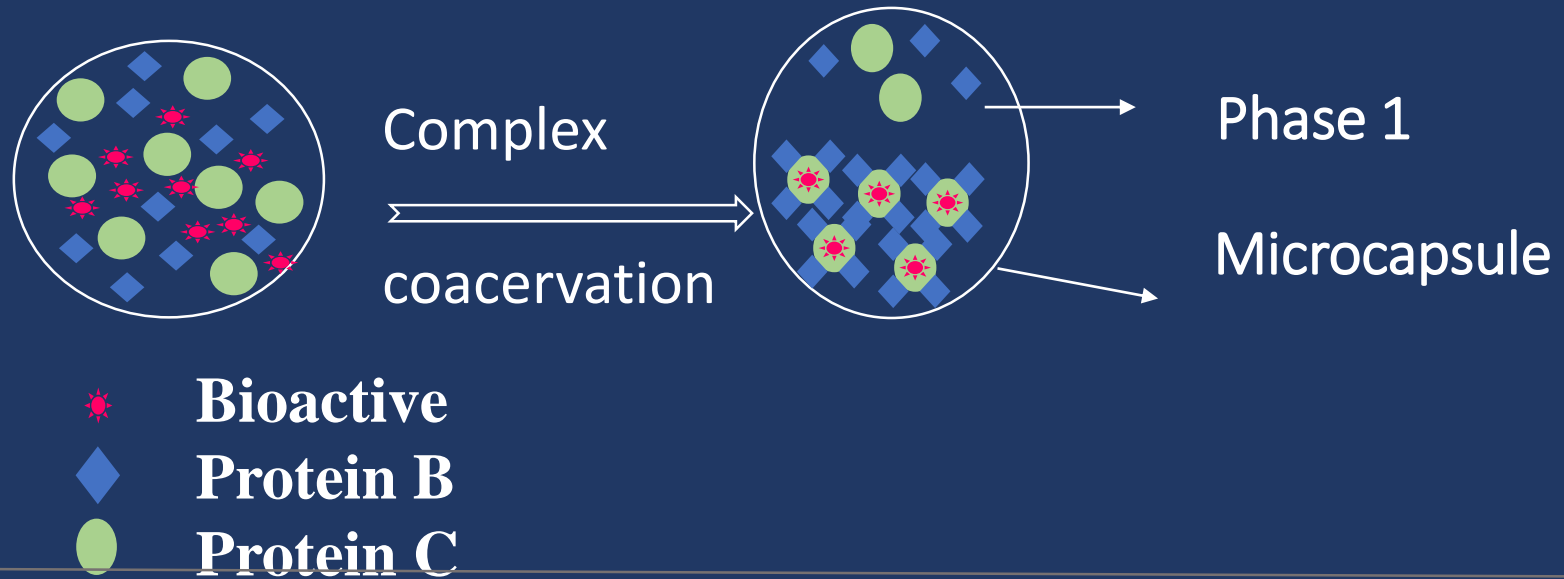 Complex
coacervation
Phase 1
Microcapsule
Bioactive
Protein B
Protein C